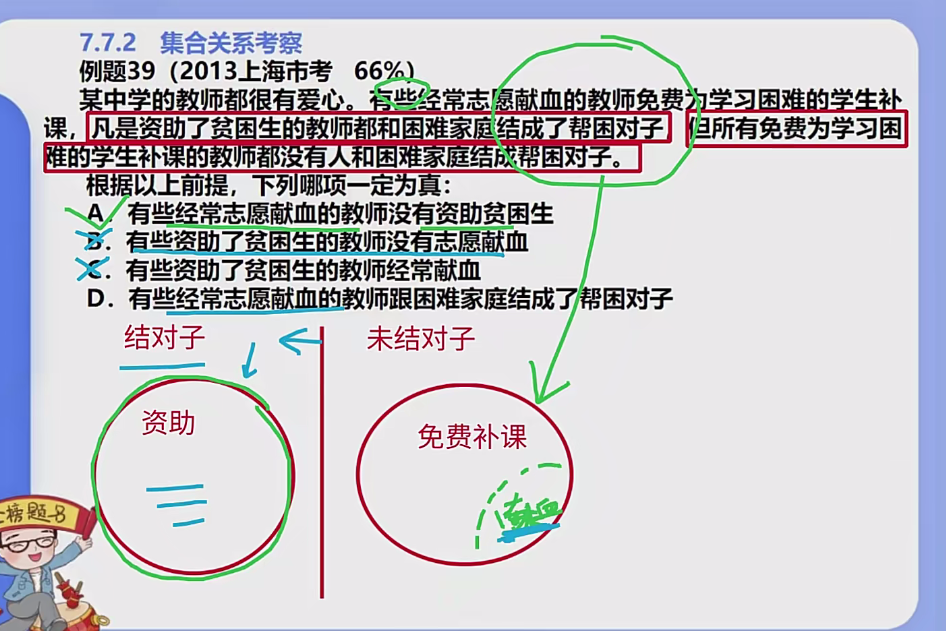 7.7.2 集合关系考察
例题39（2013上海市考 66%）
某中学的教师都很有爱心。有些经常志愿献血的教师免费为学习困难的学生补
课，凡是资助了贫困生的教师都和困难家庭结成了帮困对子，但所有免费为学习困
难的学生补课的教师都没有人和困难家庭结成帮困对子。
根据以上前提，下列哪项一定为真：
A．有些经常志愿献血的教师没有资助贫困生
B．有些资助了贫困生的教师没有志愿献血
C．有些资助了贫困生的教师经常献血
D．有些经常志愿献血的教师跟困难家庭结成了帮困对子
结对子
未结对子
资助
免费补课
献血
上榜题-8